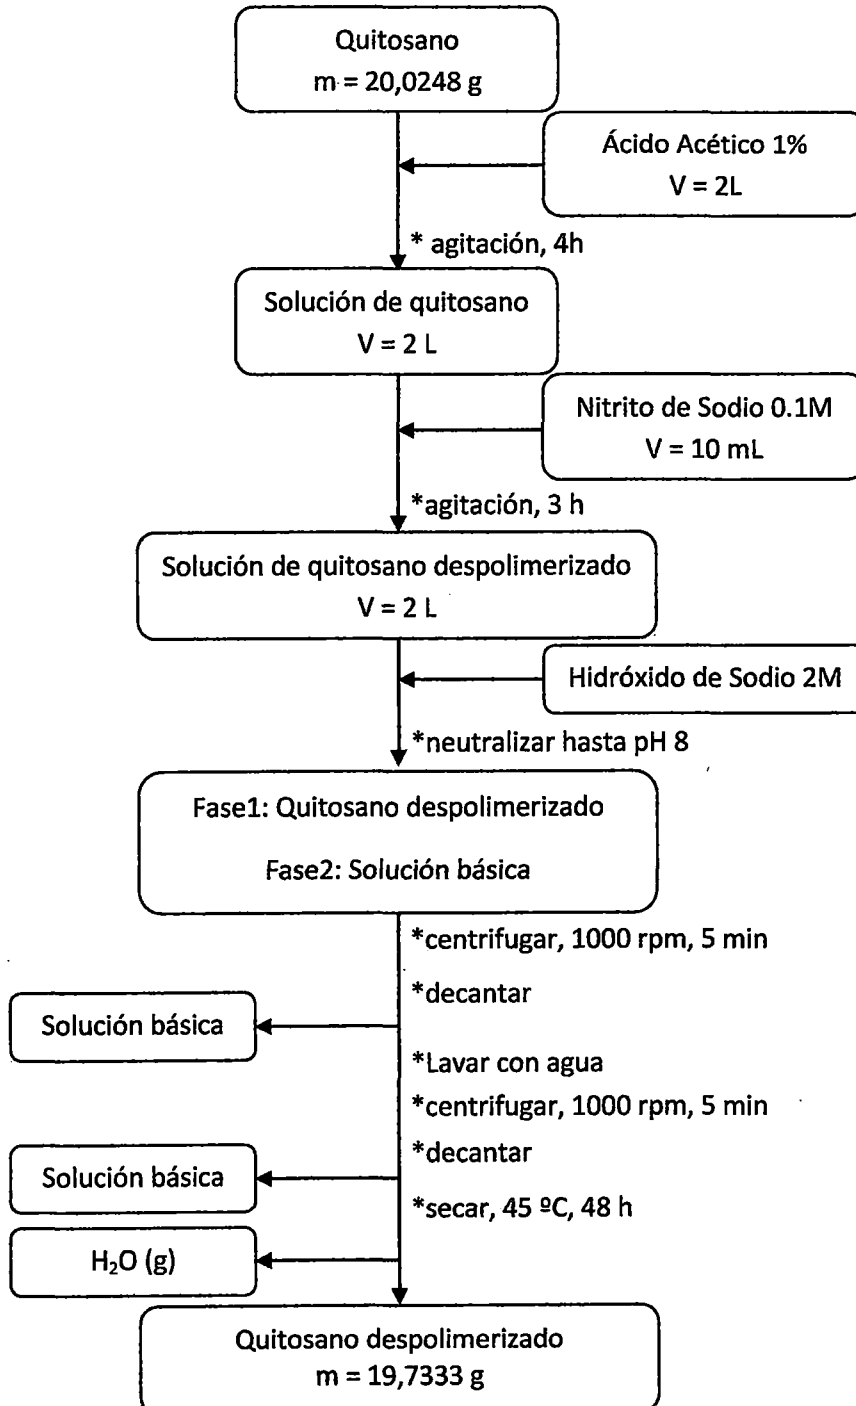 Quitosano
m = 20,0248 g
Ácido Acético 1%
V = 2L
* agitación, 4h
Solución de quitosano
V = 2 L
Nitrito de Sodio 0.1M
V = 10 mL
*agitación, 3 h
Solución de quitosano despolimerizado
V = 2 L
Hidróxido de Sodio 2M
*neutralizar hasta pH 8
Fase1: Quitosano despolimerizado
Fase2: Solución básica
*centrifugar, 1000 rpm, 5 min
*decantar
Solución básica
*Lavar con agua
*centrifugar, 1000 rpm, 5 min
*decantar
Solución básica
*secar, 45 ºC, 48 h
H₂O (g)
Quitosano despolimerizado
m = 19,7333 g